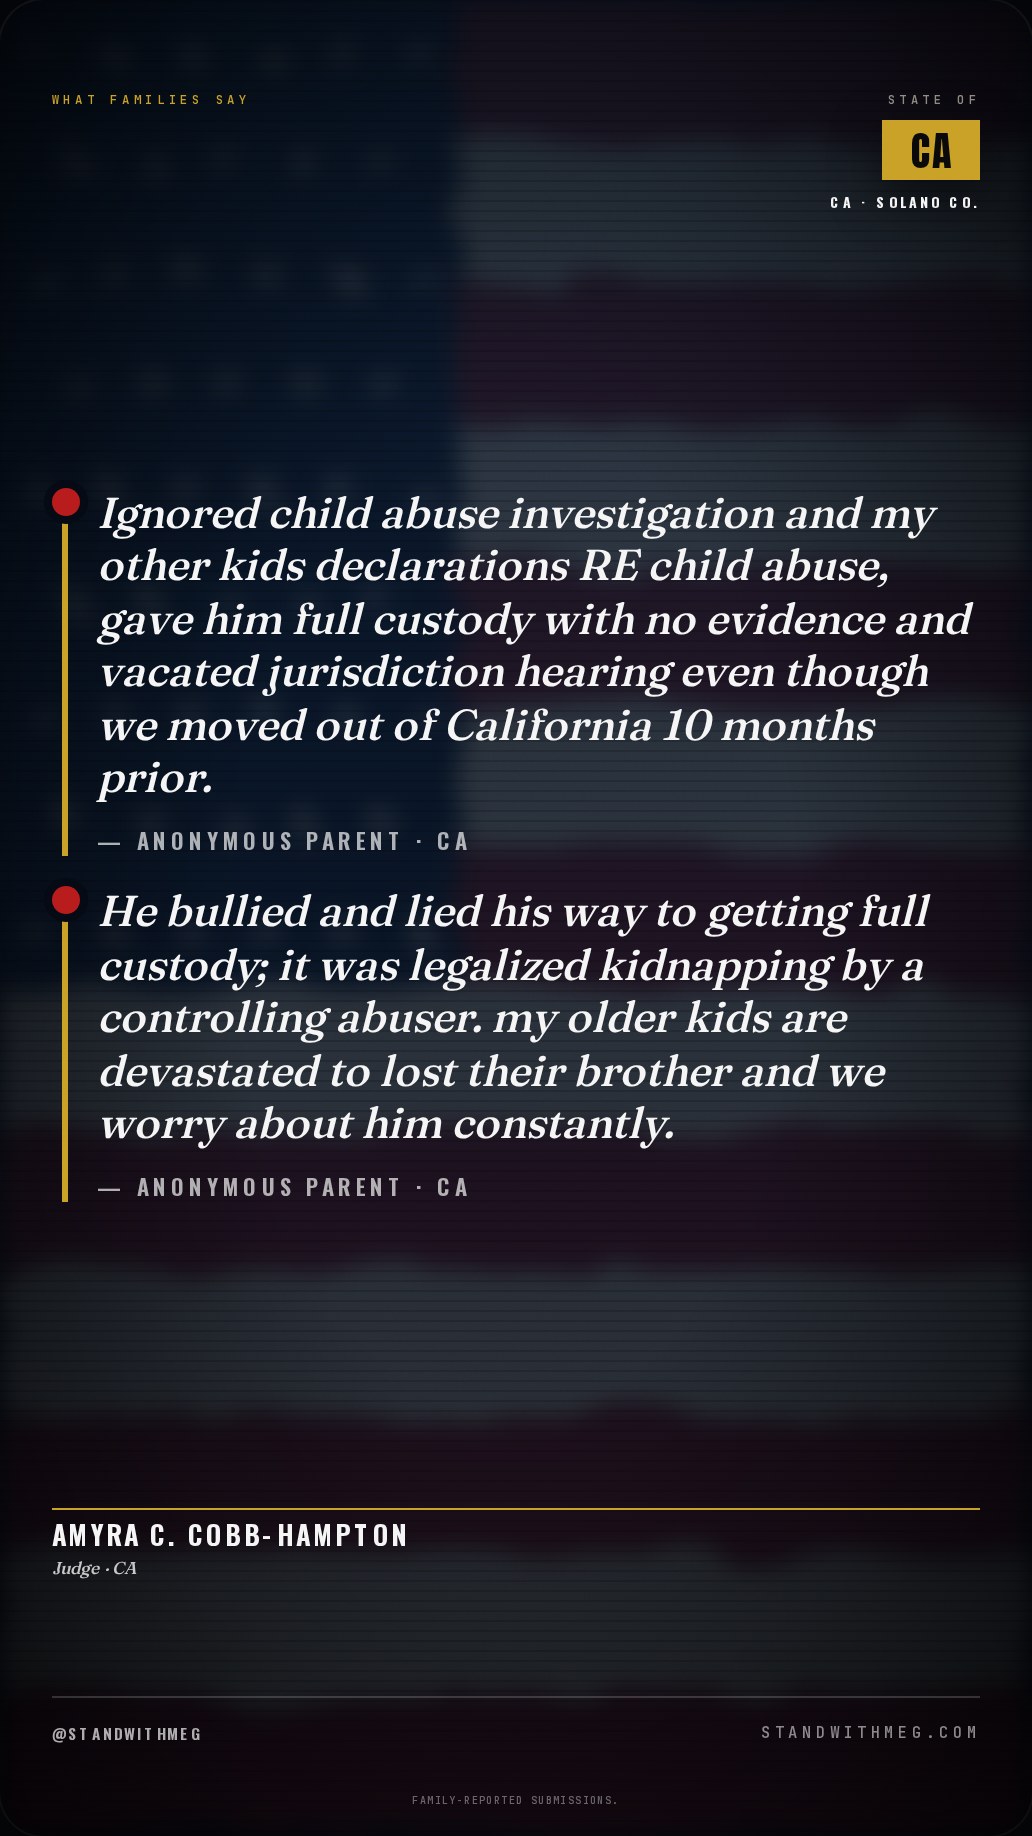 WHAT FAMILIES SAY
STATE OF
CA
CA · SOLANO CO.
Ignored child abuse investigation and my
other kids declarations RE child abuse,
gave him full custody with no evidence and
vacated jurisdiction hearing even though
we moved out of California 10 months
prior.
— ANONYMOUS PARENT · CA
He bullied and lied his way to getting full
custody; it was legalized kidnapping by a
controlling abuser. my older kids are
devastated to lost their brother and we
worry about him constantly.
— ANONYMOUS PARENT · CA
AMYRA C. COBB-HAMPTON
Judge · CA
@STANDWITHMEG
STANDWITHMEG.COM
FAMILY-REPORTED SUBMISSIONS.